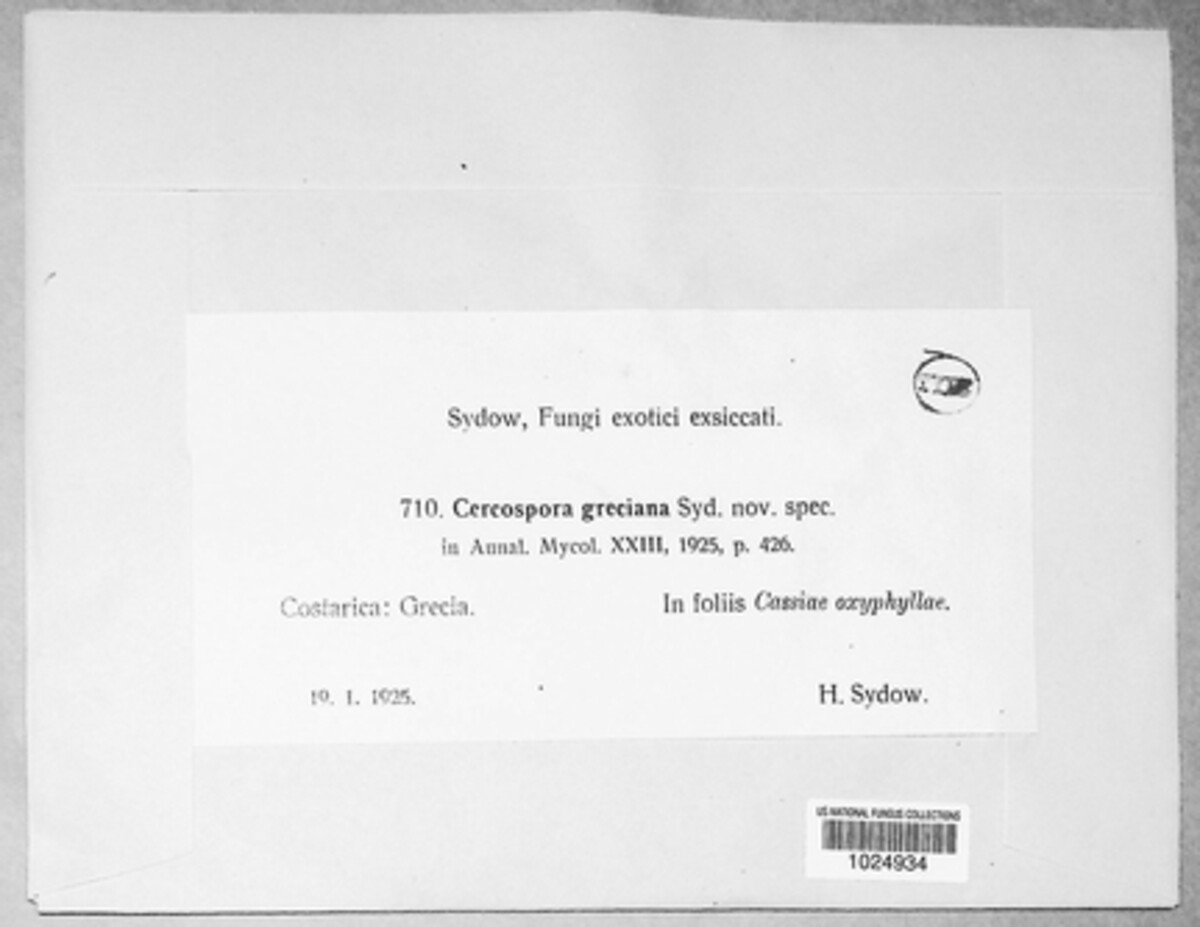 Sydow, Fungi exotici exsiccati.
710. Cercospora greciana Syd. nov. spec.
in Annal. Mycol. XXIII, 1925, p. 426.
Costarica: Grecia.
In foliis Cassiae oxyphyllae.
19. 1. 1925.
H. Sydow.
US NATIONAL FUNGUS COLLECTIONS
1024934